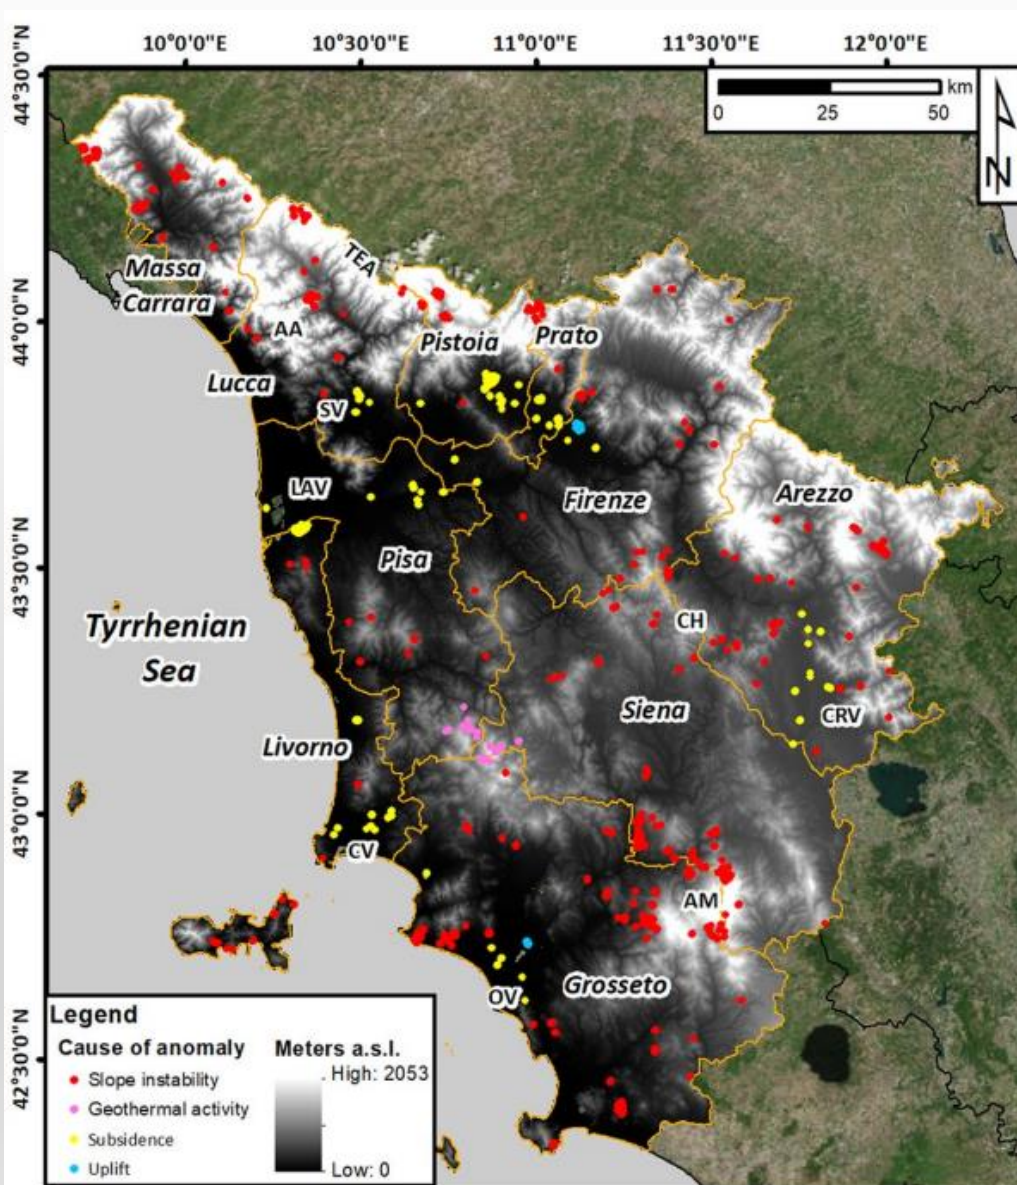 10°0'0"E 10°30'0"E 11°0'0"E 11°30'0"E 12°0'0"E
44°30'0"N
44°0'0"N
43°30'0"N
43°0'0"N
42°30'0"N
km
0 25 50
N
TEA
Massa
Carrara
AA
Pistoia
Prato
Lucca
SV
LAV
Firenze
Arezzo
Pisa
Tyrrhenian
Sea
CH
Siena
CRV
Livorno
CV
AM
OV
Grosseto
Legend
Cause of anomaly
Slope instability
Geothermal activity
Subsidence
Uplift
Meters a.s.l.
High: 2053
Low: 0